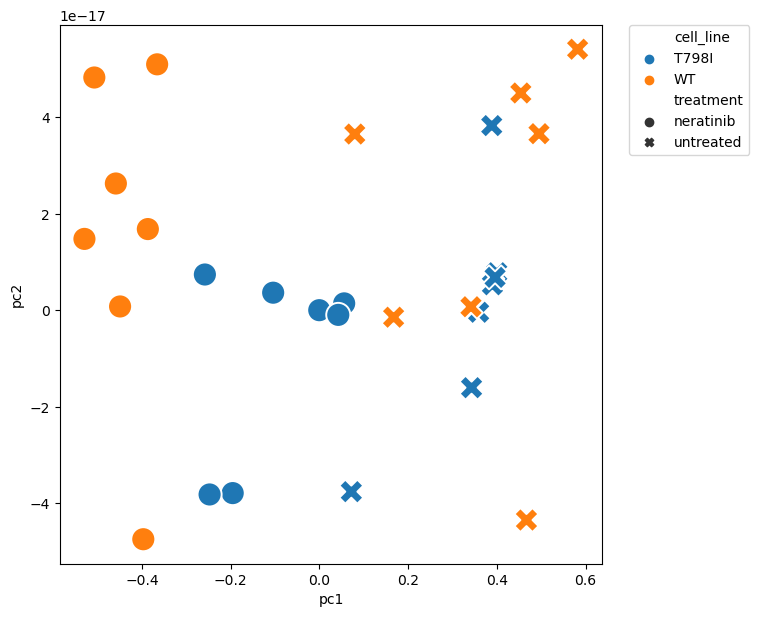 1e−17
cell_line
T798I
WT
treatment
neratinib
untreated
4
2
0
−2
−4
pc2
−0.4
−0.2
0.0
0.2
0.4
0.6
pc1